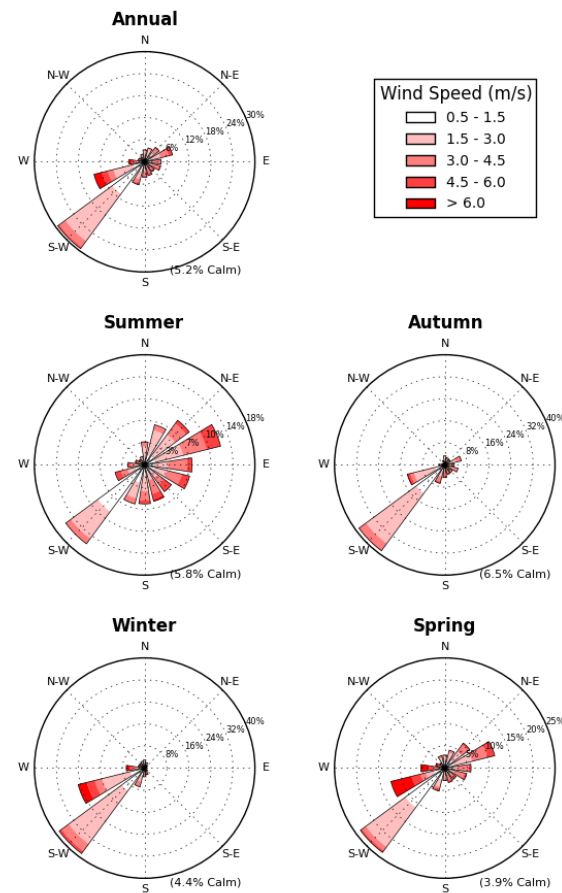 Annual
N
N-W
N-E
W
E
S-W
S-E
S
6%
12%
18%
24%
30%
(5.2% Calm)
Wind Speed (m/s)
0.5 - 1.5
1.5 - 3.0
3.0 - 4.5
4.5 - 6.0
> 6.0
Summer
N
N-W
N-E
W
E
S-W
S-E
S
3%
7%
10%
14%
18%
(5.8% Calm)
Autumn
N
N-W
N-E
W
E
S-W
S-E
S
8%
16%
24%
32%
40%
(6.5% Calm)
Winter
N
N-W
N-E
W
E
S-W
S-E
S
8%
16%
24%
32%
40%
(4.4% Calm)
Spring
N
N-W
N-E
W
E
S-W
S-E
S
5%
10%
15%
20%
25%
(3.9% Calm)